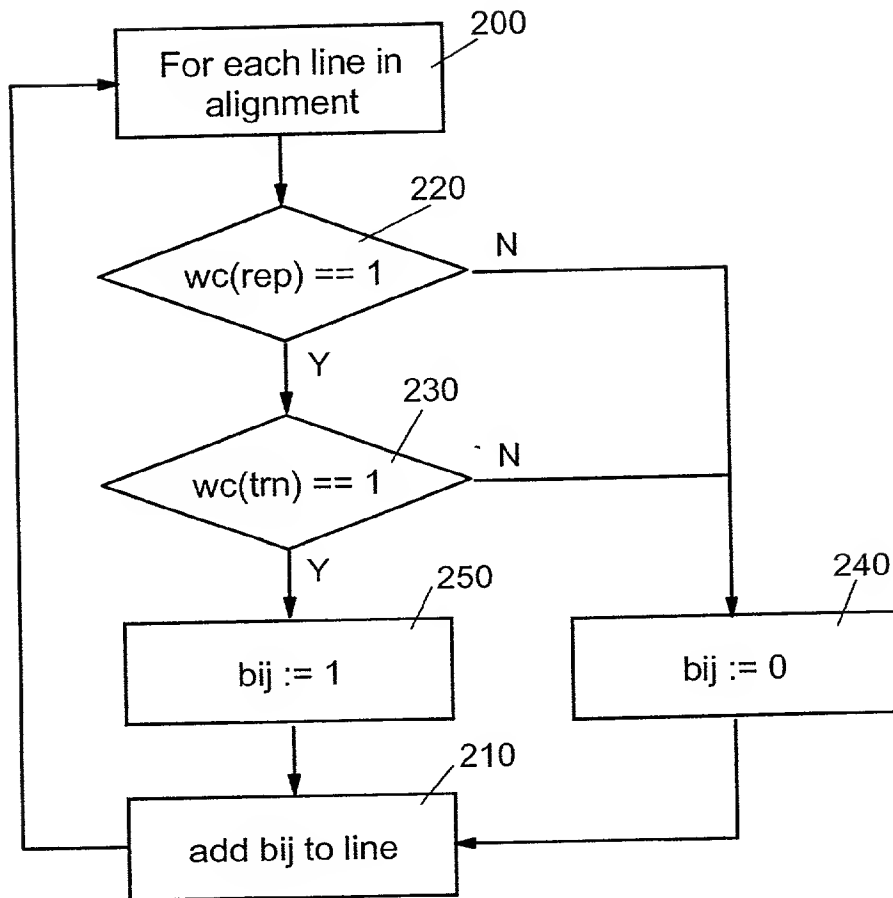 200
For each line in
alignment
220
wc(rep) == 1
N
Y
230
wc(trn) == 1
N
Y
250
bij := 1
240
bij := 0
210
add bij to line